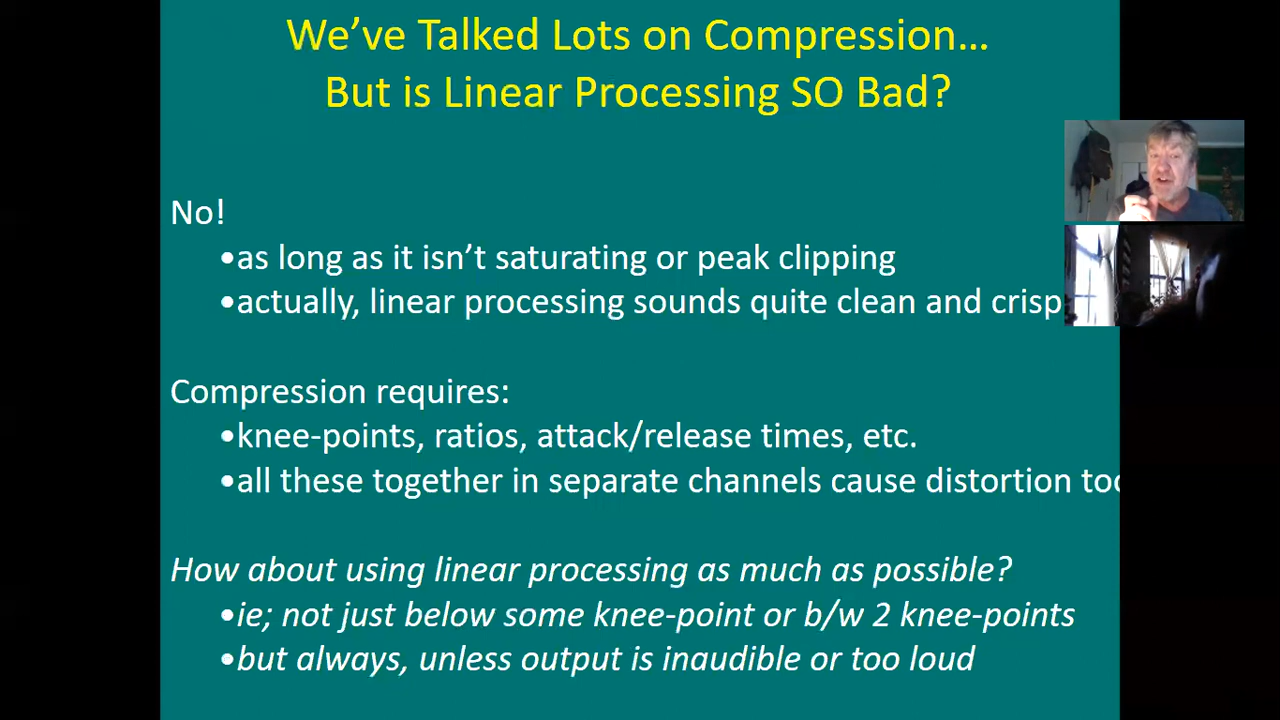 We’ve Talked Lots on Compression…
But is Linear Processing SO Bad?
No!
•as long as it isn’t saturating or peak clipping
•actually, linear processing sounds quite clean and crisp
Compression requires:
•knee-points, ratios, attack/release times, etc.
•all these together in separate channels cause distortion too
How about using linear processing as much as possible?
•ie; not just below some knee-point or b/w 2 knee-points
•but always, unless output is inaudible or too loud